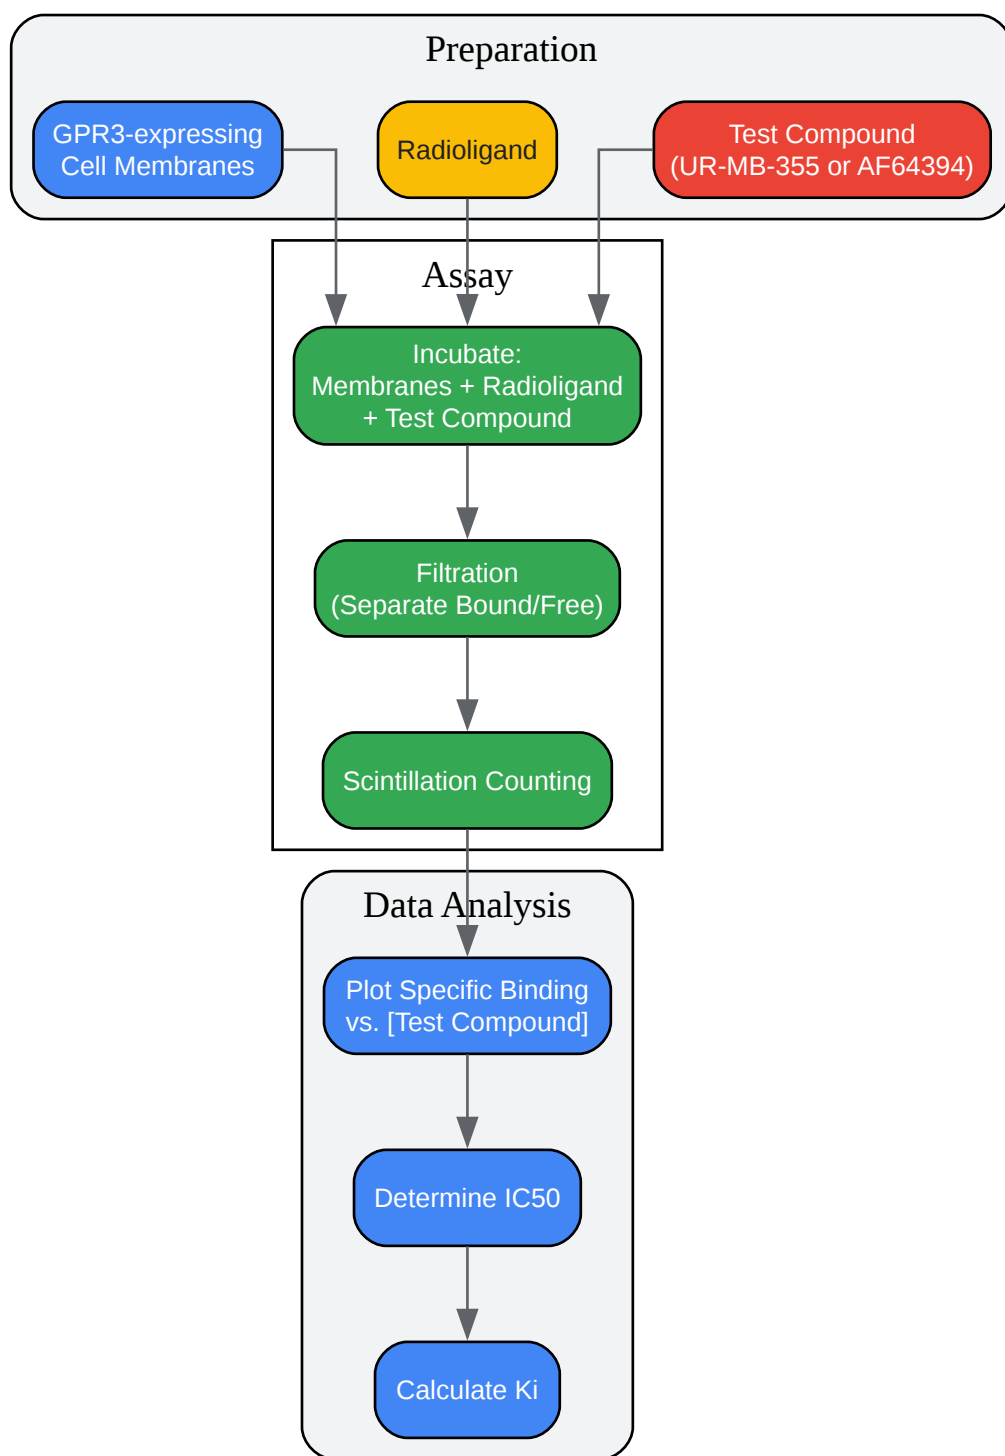 Preparation
GPR3-expressing
Cell Membranes
Radioligand
Test Compound
(UR-MB-355 or AF64394)
Assay
Incubate:
Membranes + Radioligand
+ Test Compound
Filtration
(Separate Bound/Free)
Scintillation Counting
Data Analysis
Plot Specific Binding
vs. [Test Compound]
Determine IC50
Calculate Ki